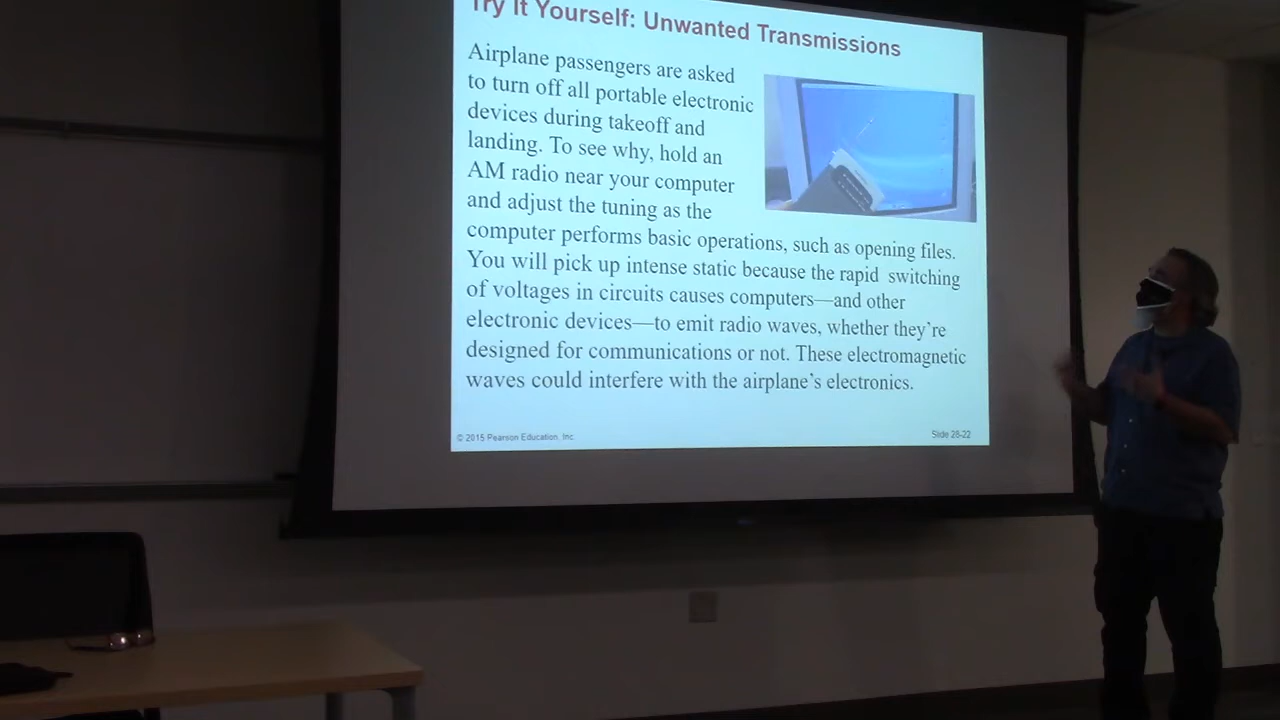 Try It Yourself: Unwanted Transmissions
Airplane passengers are asked
to turn off all portable electronic
devices during takeoff and
landing. To see why, hold an
AM radio near your computer
and adjust the tuning as the
computer performs basic operations, such as opening files.
You will pick up intense static because the rapid switching
of voltages in circuits causes computers—and other
electronic devices—to emit radio waves, whether they're
designed for communications or not. These electromagnetic
waves could interfere with the airplane's electronics.
© 2015 Pearson Education, Inc.
Slide 26-22